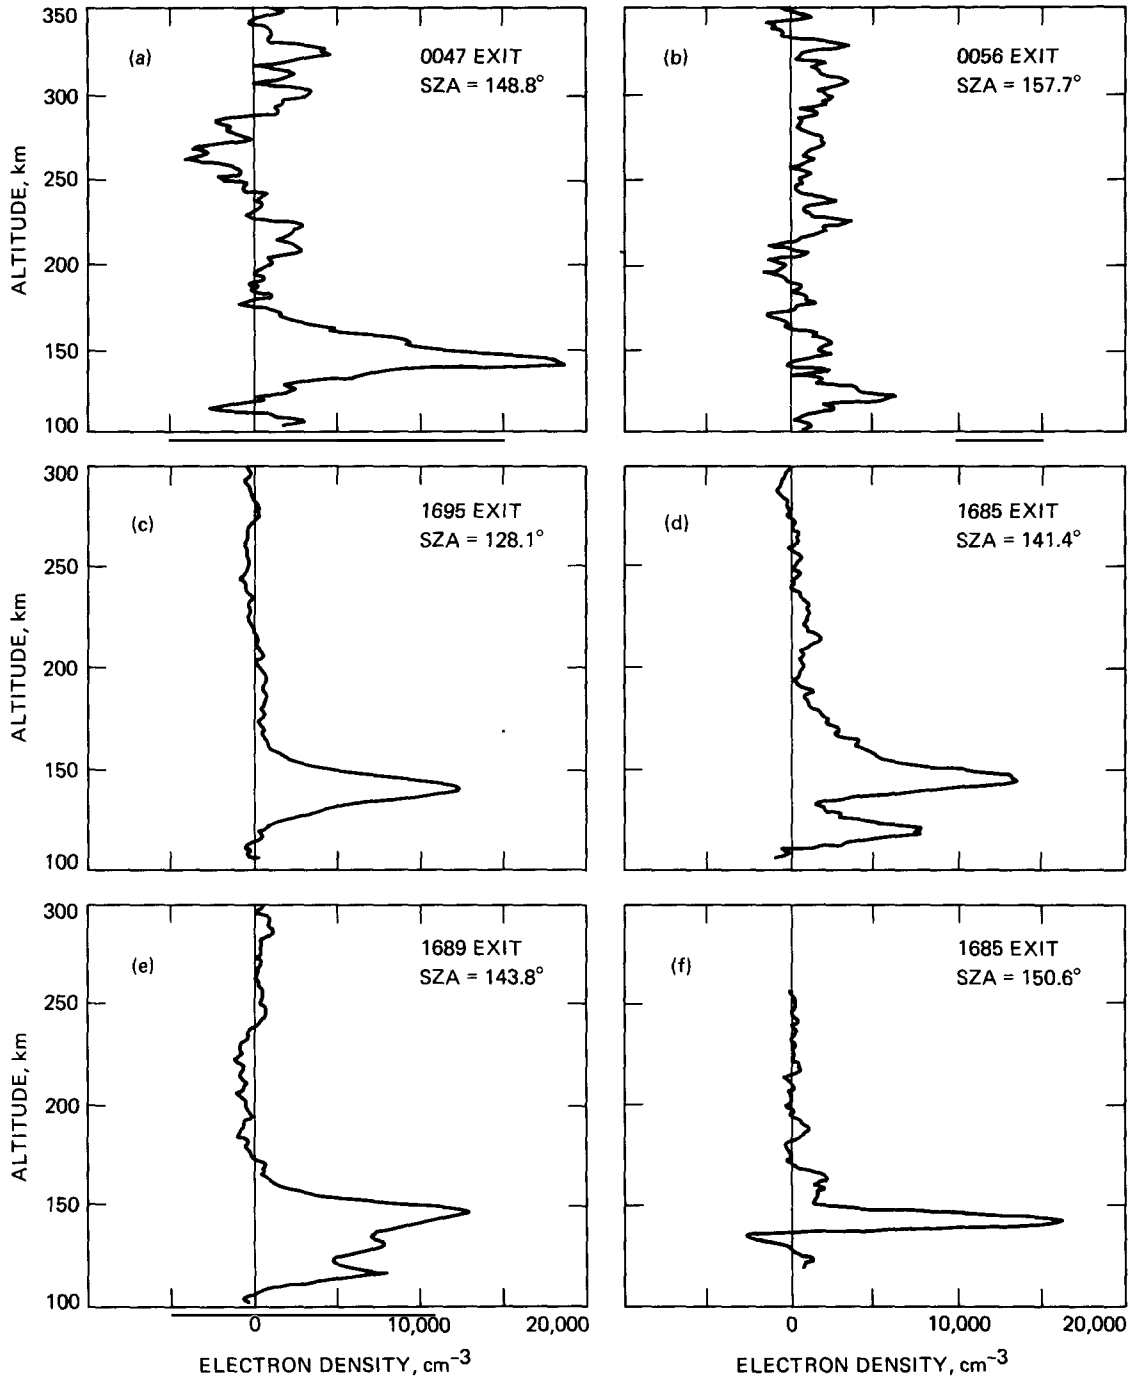 350
300
250
200
150
100
ALTITUDE, km
(a)
0047 EXIT
SZA = 148.8°
(b)
0056 EXIT
SZA = 157.7°
300
250
200
150
100
ALTITUDE, km
(c)
1695 EXIT
SZA = 128.1°
(d)
1685 EXIT
SZA = 141.4°
300
250
200
150
100
ALTITUDE, km
(e)
1689 EXIT
SZA = 143.8°
(f)
1685 EXIT
SZA = 150.6°
0 10,000 20,000
ELECTRON DENSITY, cm⁻³
0 10,000 20,000
ELECTRON DENSITY, cm⁻³